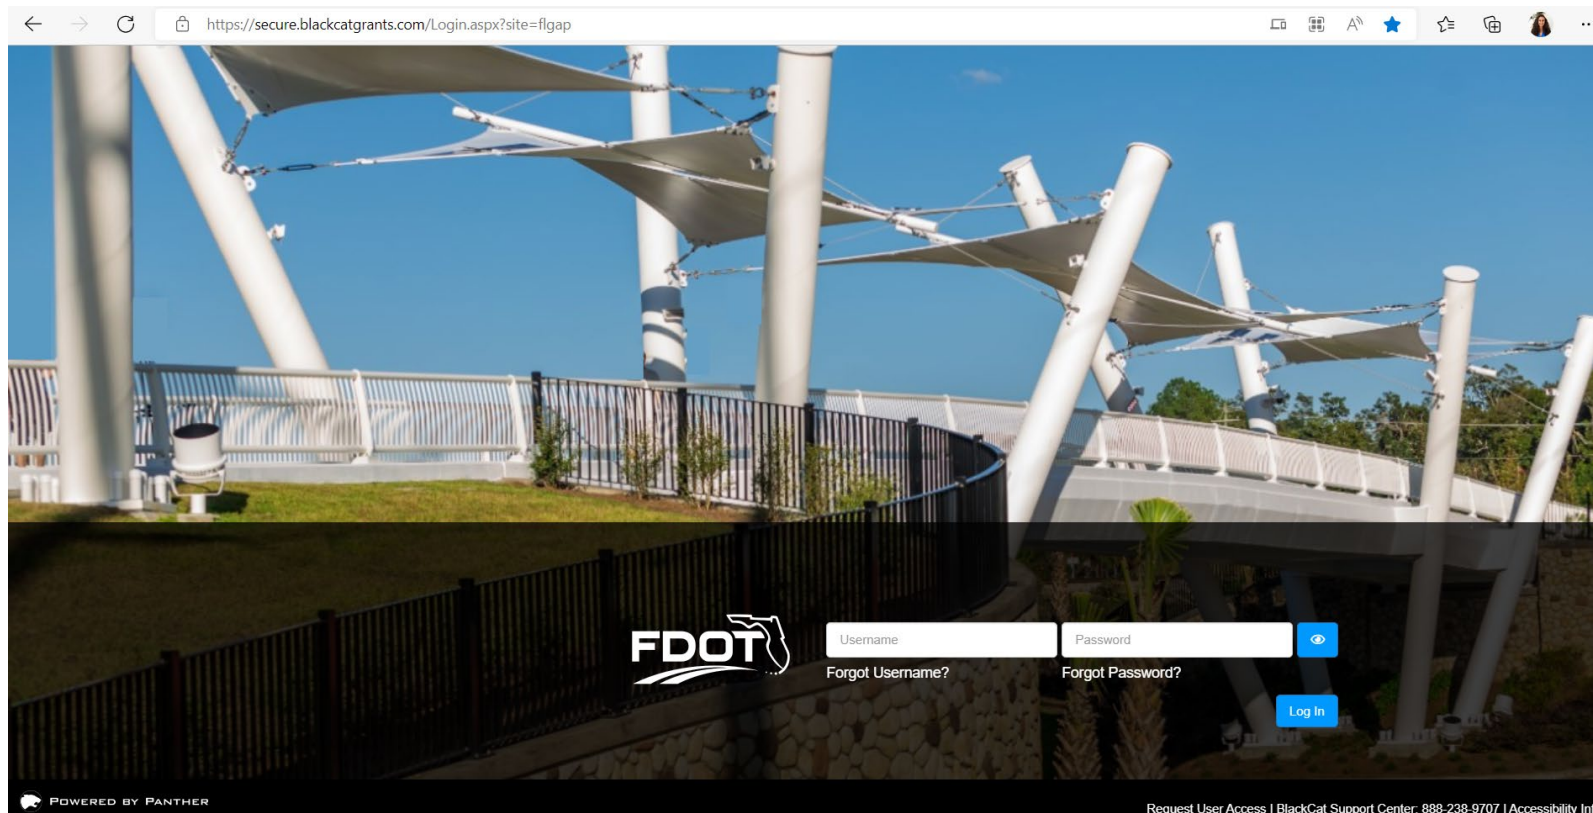 https://secure.blackcatgrants.com/Login.aspx?site=flgap
FDOT
Username
Password
Forgot Username?
Forgot Password?
Log In
POWERED BY PANTHER
Request User Access | BlackCat Support Center: 888-238-9707 | Accessibility Inf